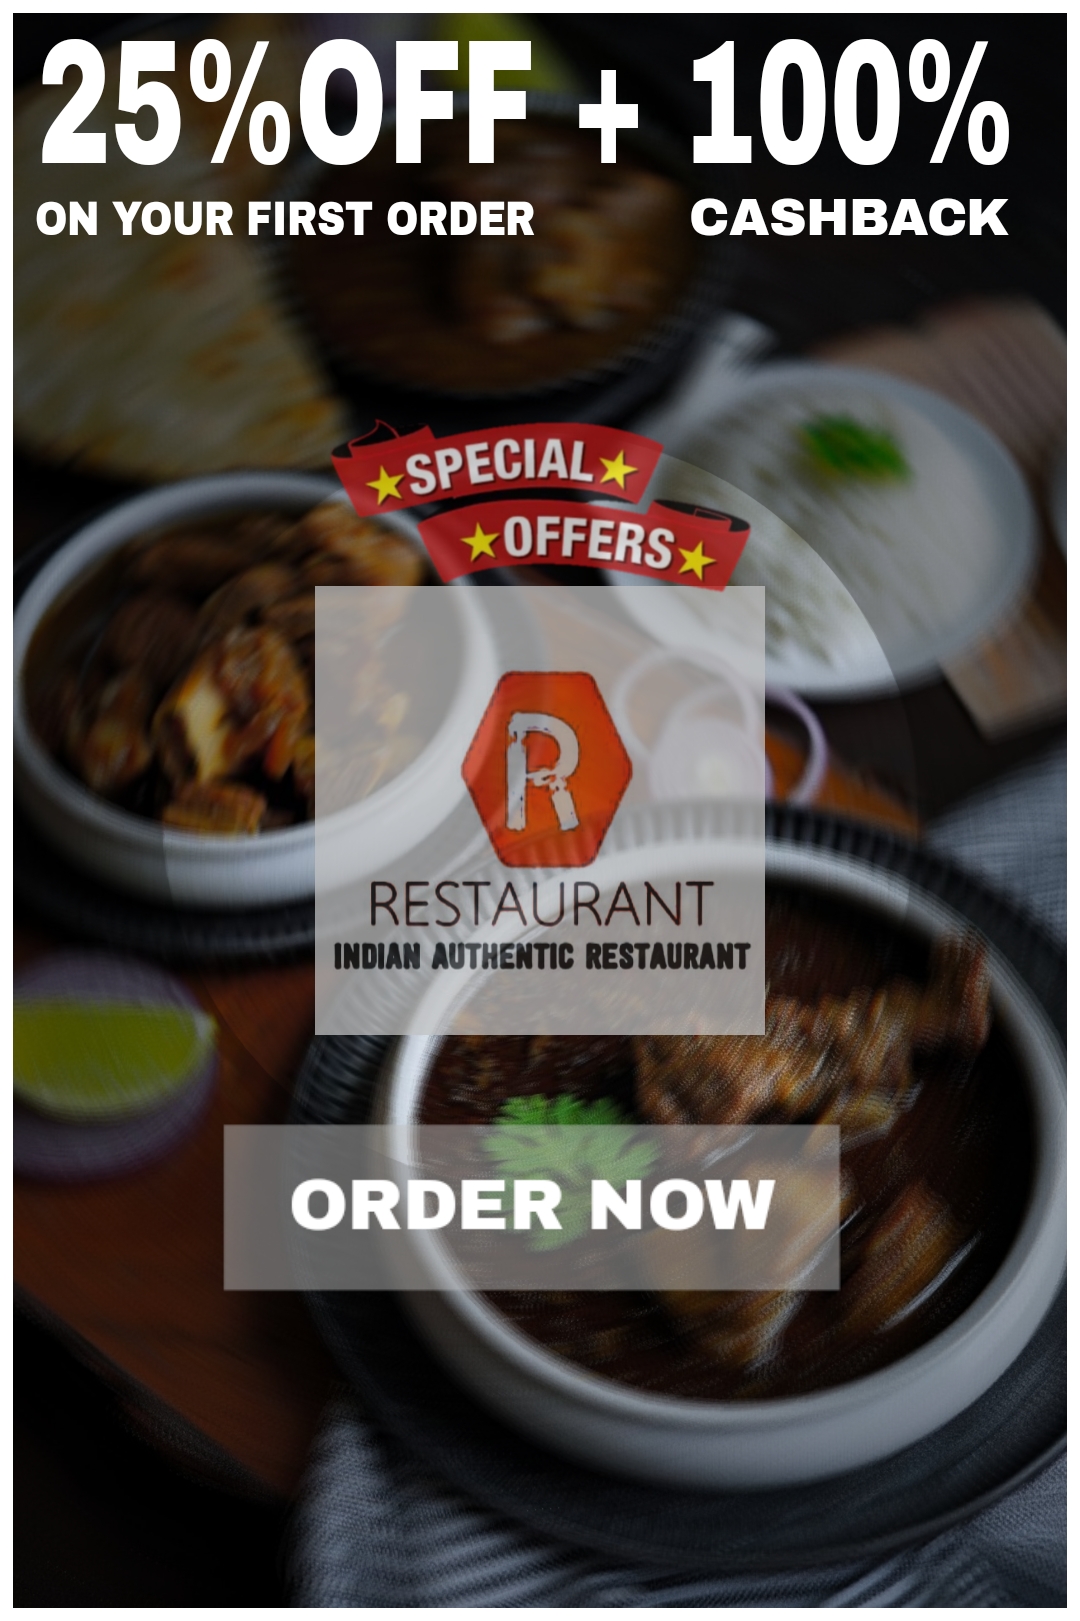 25%OFF + 100%
ON YOUR FIRST ORDER CASHBACK
SPECIAL
OFFERS
R
RESTAURANT
INDIAN AUTHENTIC RESTAURANT
ORDER NOW